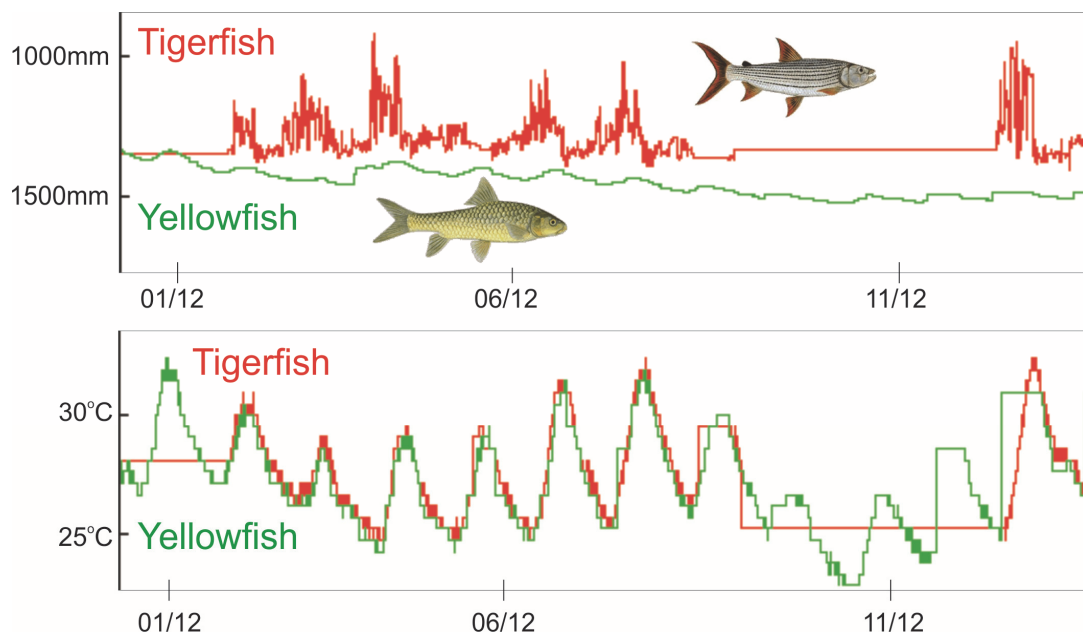 Tigerfish
1000mm
1500mm
Yellowfish
01/12
06/12
11/12
Tigerfish
30°C
25°C
Yellowfish
01/12
06/12
11/12